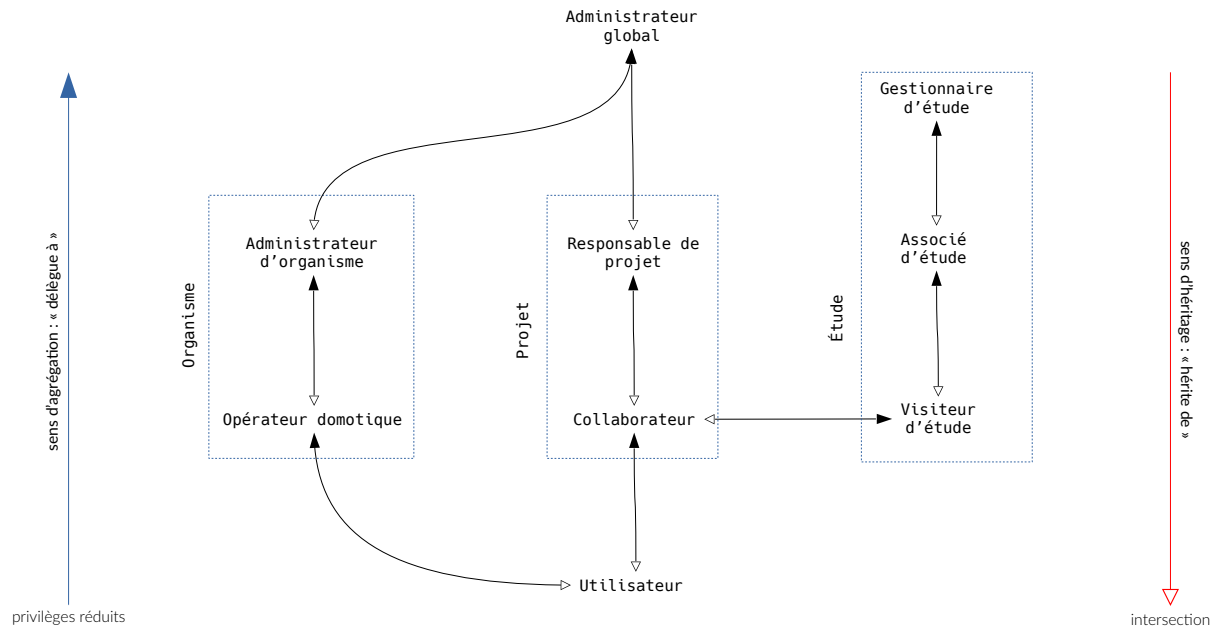 Administrateur
global
Gestionnaire
d’étude
Administrateur
d’organisme
Responsable de
projet
Associé
d’étude
sens d'agrégation : « délègue à »
Organisme
Projet
Étude
sens d'héritage : « hérite de »
Opérateur domotique
Collaborateur
Visiteur
d’étude
Utilisateur
privilèges réduits
intersection